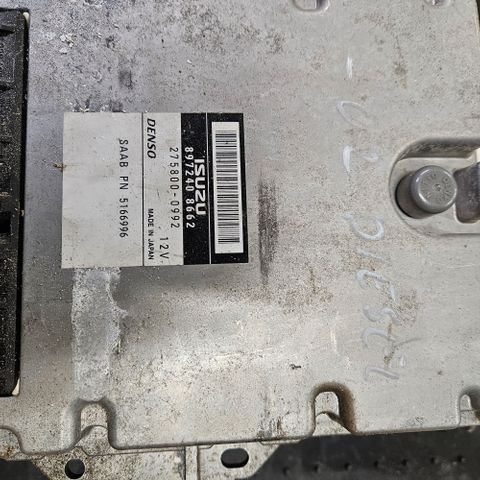 ISUZU
897240 8662
275800-0992
DENSO 12V
MADE IN JAPAN
SAAB PN 5166996